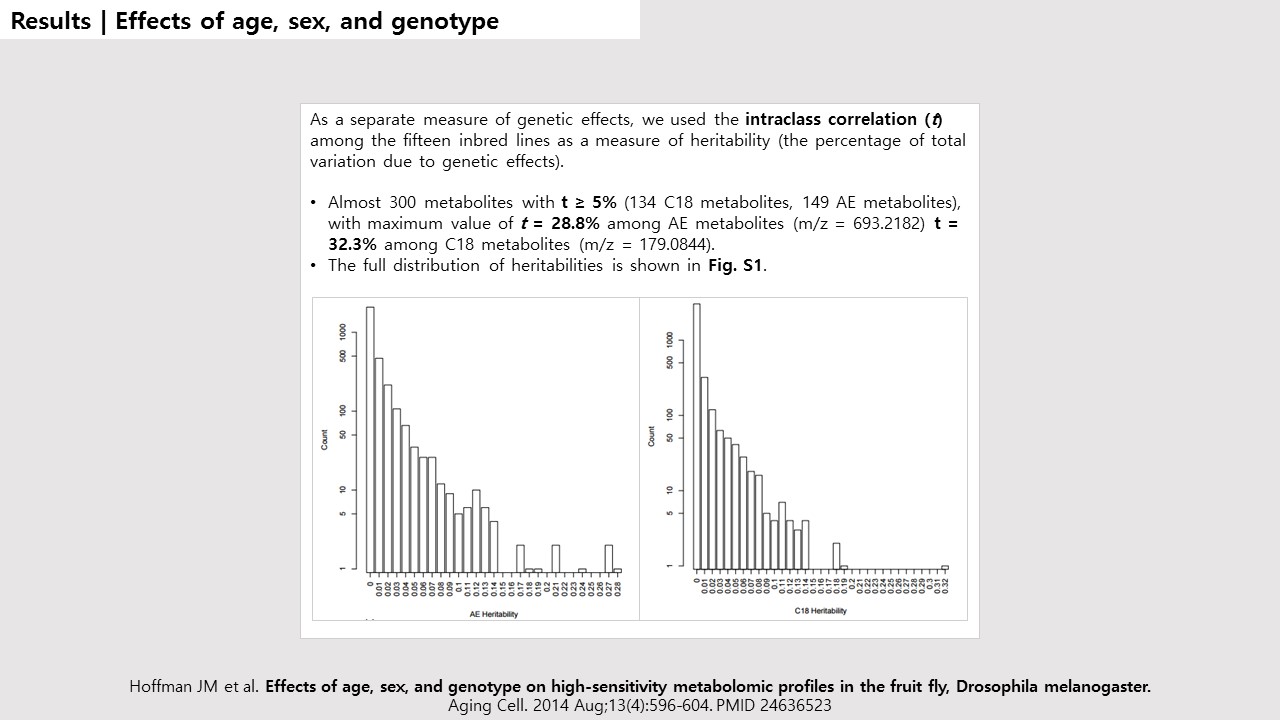 Results | Effects of age, sex, and genotype
As a separate measure of genetic effects, we used the intraclass correlation (t)
among the fifteen inbred lines as a measure of heritability (the percentage of total
variation due to genetic effects).
• Almost 300 metabolites with t ≥ 5% (134 C18 metabolites, 149 AE metabolites),
with maximum value of t = 28.8% among AE metabolites (m/z = 693.2182) t =
32.3% among C18 metabolites (m/z = 179.0844).
• The full distribution of heritabilities is shown in Fig. S1.
Count
1000
500
100
50
10
5
1
0 0.01 0.02 0.03 0.04 0.05 0.06 0.07 0.08 0.09 0.1 0.11 0.12 0.13 0.14 0.15 0.16 0.17 0.18 0.19 0.2 0.21 0.22 0.23 0.24 0.25 0.26 0.27 0.28
AE Heritability
Count
1000
500
100
50
10
5
1
0 0.01 0.02 0.03 0.04 0.05 0.06 0.07 0.08 0.09 0.1 0.11 0.12 0.13 0.14 0.15 0.16 0.17 0.18 0.19 0.2 0.21 0.22 0.23 0.24 0.25 0.26 0.27 0.28 0.29 0.3 0.31 0.32
C18 Heritability
Hoffman JM et al. Effects of age, sex, and genotype on high-sensitivity metabolomic profiles in the fruit fly, Drosophila melanogaster.
Aging Cell. 2014 Aug;13(4):596-604. PMID 24636523